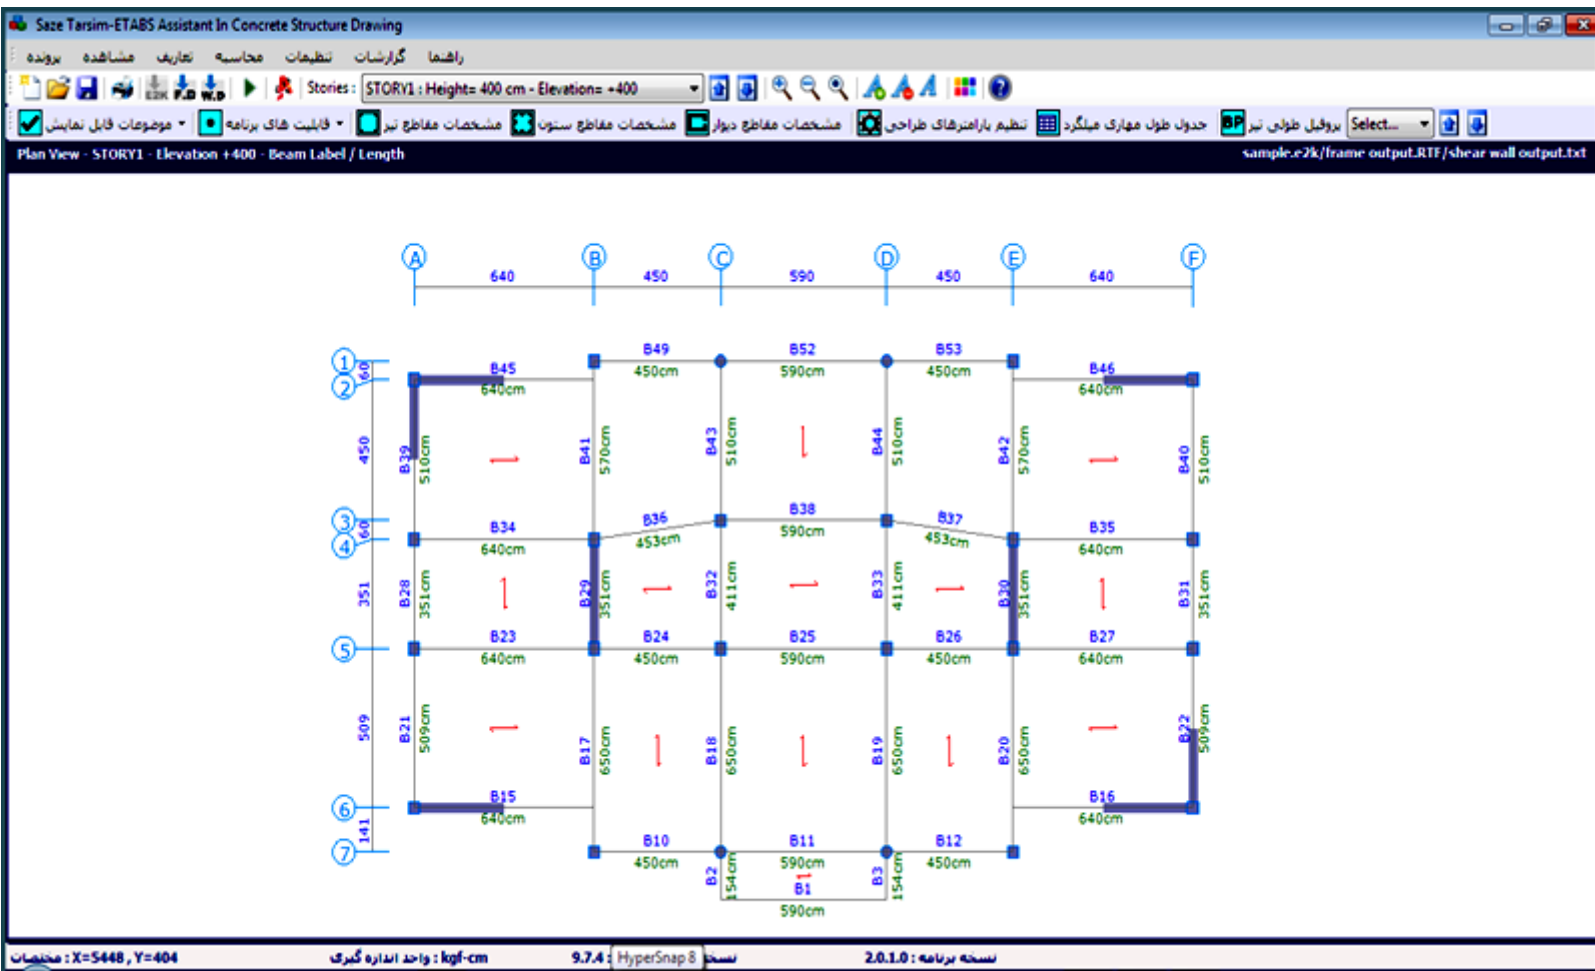 Saze Tarsim-ETABS Assistant In Concrete Structure Drawing
پرونده مشاهده تعاریف محاسبه تنظیمات گزارشات راهنما
E2K F.D W.D Stories : STORY1 : Height= 400 cm - Elevation= +400
موضوعات قابل نمایش قابلیت های برنامه مشخصات مقاطع تیر مشخصات مقاطع ستون مشخصات مقاطع دیوار تنظیم پارامترهای طراحی جدول طول مهاری میلگرد BP پروفیل طولی تیر Select...
Plan View - STORY1 - Elevation +400 - Beam Label / Length sample.e2k/frame output.RTF/shear wall output.txt
A B C D E F
640 450 590 450 640
1 B49 B52 B53
60 450cm 590cm 450cm
2 B45 B46
640cm 640cm
450 B39 510cm B41 570cm B43 510cm B44 510cm B42 570cm B40 510cm
3 B36 B38 B37
60 B34 453cm 590cm 453cm B35
4 640cm 640cm
351 B28 351cm B29 351cm B32 411cm B33 411cm B30 351cm B31 351cm
B23 B24 B25 B26 B27
5 640cm 450cm 590cm 450cm 640cm
509 B21 509cm B17 650cm B18 650cm B19 650cm B20 650cm B22 509cm
6 B15 B16
640cm 640cm
141 B10 B11 B12
7 450cm 590cm 450cm
B2 154cm B1 B3 154cm
590cm
مختصات : X=5448 , Y=404 واحد اندازه گیری : kgf-cm 9.7.4 : HyperSnap 8 نسخه برنامه : 2.0.1.0